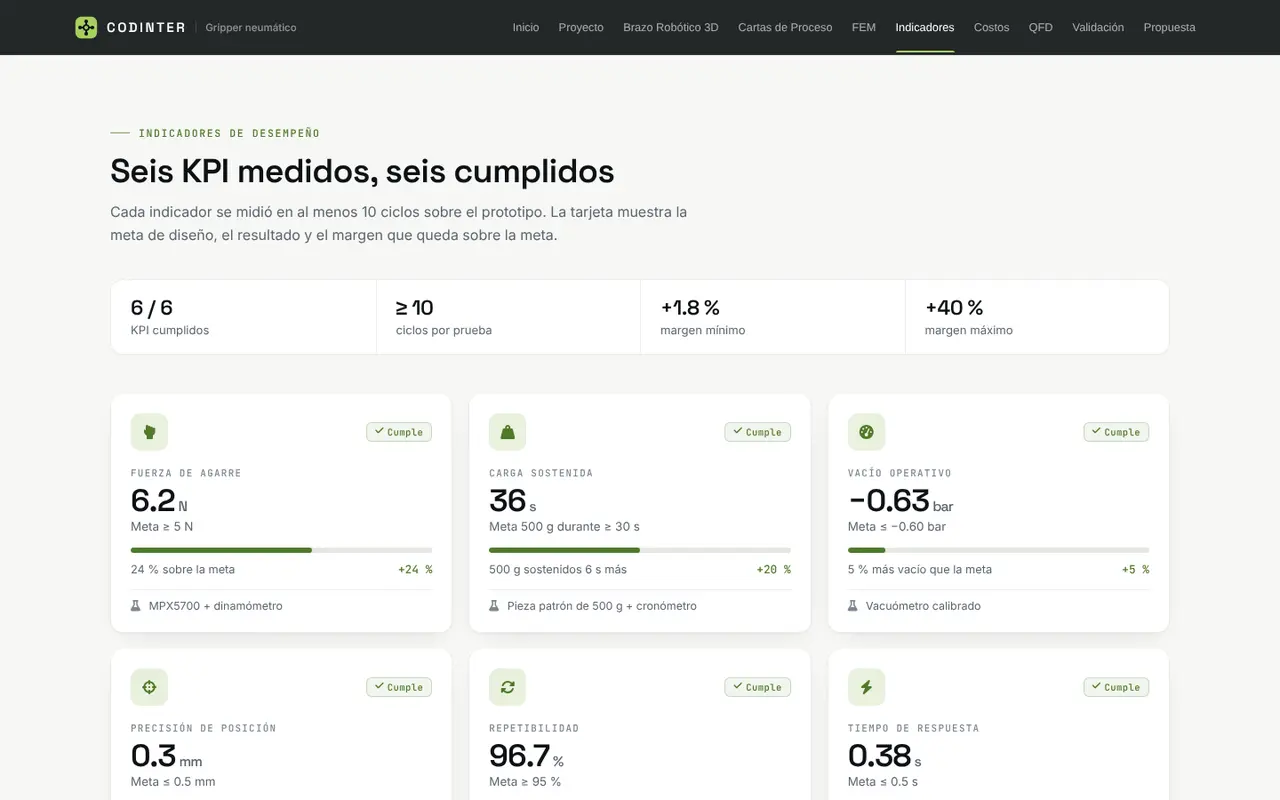 CODINTER
Gripper neumático
Inicio
Proyecto
Brazo Robótico 3D
Cartas de Proceso
FEM
Indicadores
Costos
QFD
Validación
Propuesta
INDICADORES DE DESEMPEÑO
Seis KPI medidos, seis cumplidos
Cada indicador se midió en al menos 10 ciclos sobre el prototipo. La tarjeta muestra la
meta de diseño, el resultado y el margen que queda sobre la meta.
6 / 6
KPI cumplidos
≥ 10
ciclos por prueba
+1.8 %
margen mínimo
+40 %
margen máximo
Cumple
FUERZA DE AGARRE
6.2 N
Meta ≥ 5 N
24 % sobre la meta
+24 %
MPX5700 + dinamómetro
Cumple
CARGA SOSTENIDA
36 s
Meta 500 g durante ≥ 30 s
500 g sostenidos 6 s más
+20 %
Pieza patrón de 500 g + cronómetro
Cumple
VACÍO OPERATIVO
−0.63 bar
Meta ≤ −0.60 bar
5 % más vacío que la meta
+5 %
Vacuómetro calibrado
Cumple
PRECISIÓN DE POSICIÓN
0.3 mm
Meta ≤ 0.5 mm
Cumple
REPETIBILIDAD
96.7 %
Meta ≥ 95 %
Cumple
TIEMPO DE RESPUESTA
0.38 s
Meta ≤ 0.5 s